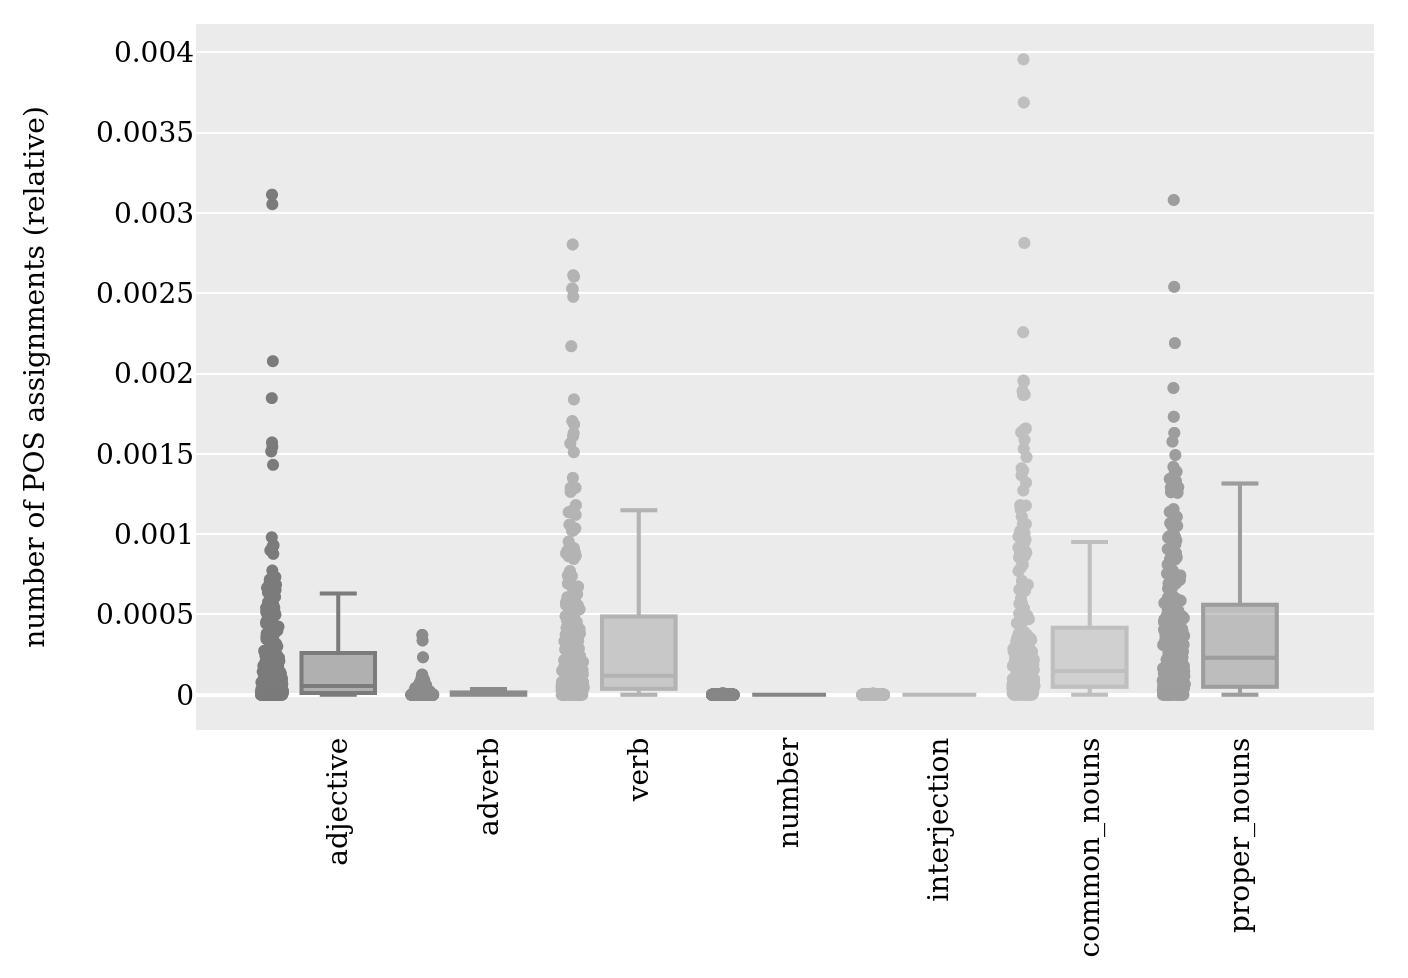 number of POS assignments (relative)
0.004
0.0035
0.003
0.0025
0.002
0.0015
0.001
0.0005
0
adjective
adverb
verb
number
interjection
common_nouns
proper_nouns